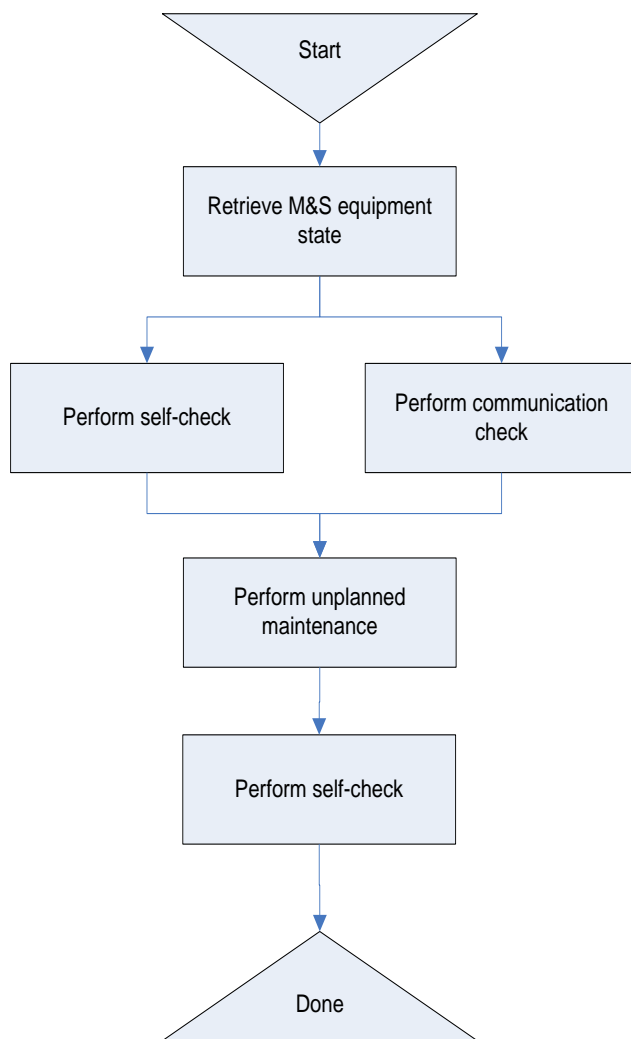 Start
Retrieve M&S equipment
state
Perform self-check
Perform communication
check
Perform unplanned
maintenance
Perform self-check
Done